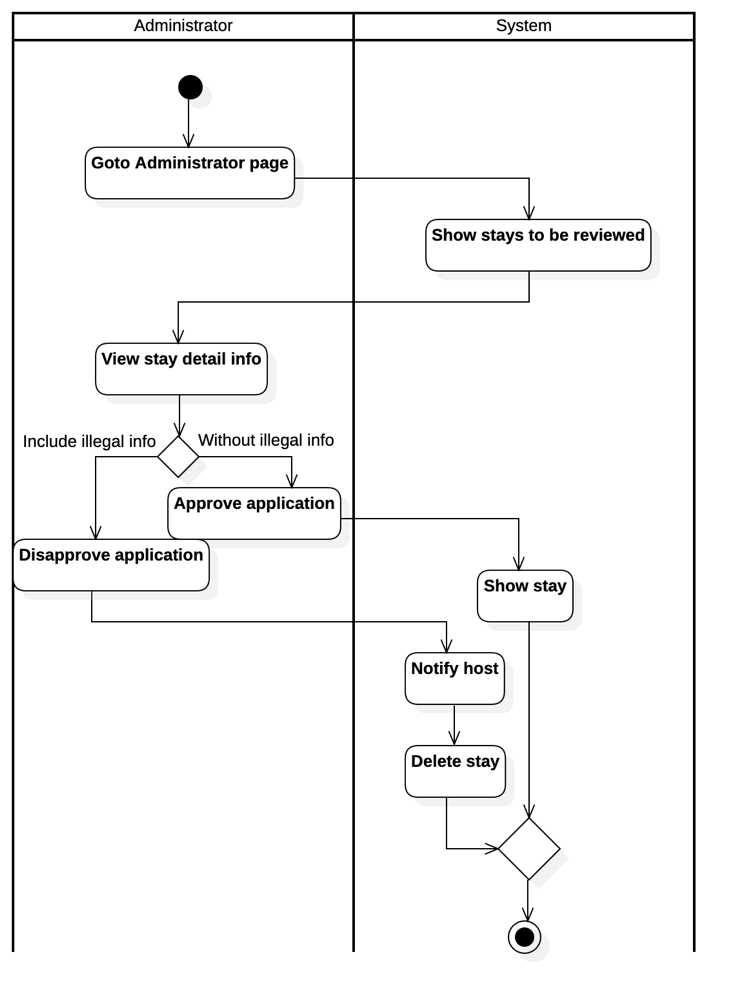 Administrator
System
Goto Administrator page
Show stays to be reviewed
View stay detail info
Include illegal info
Without illegal info
Approve application
Disapprove application
Show stay
Notify host
Delete stay